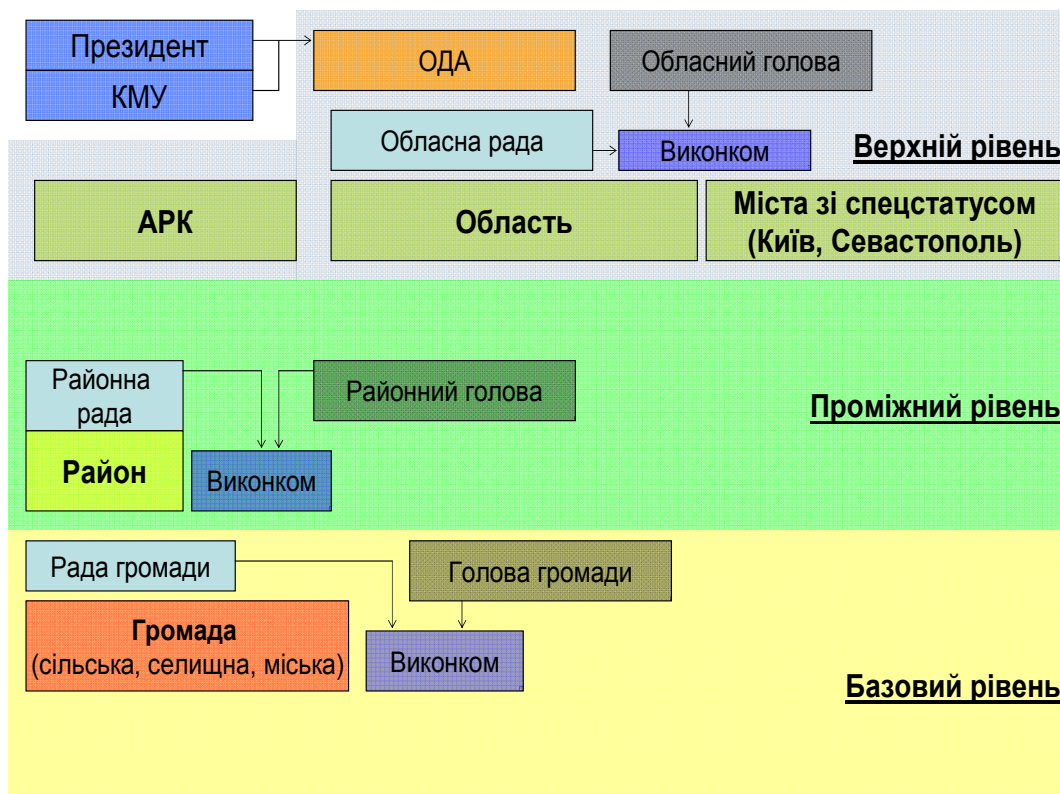 Президент
КМУ
ОДА
Обласний голова
Обласна рада
Виконком
Верхній рівень
АРК
Область
Міста зі спецстатусом
(Київ, Севастополь)
Районна
рада
Районний голова
Проміжний рівень
Район
Виконком
Рада громади
Голова громади
Громада
(сільська, селищна, міська)
Виконком
Базовий рівень